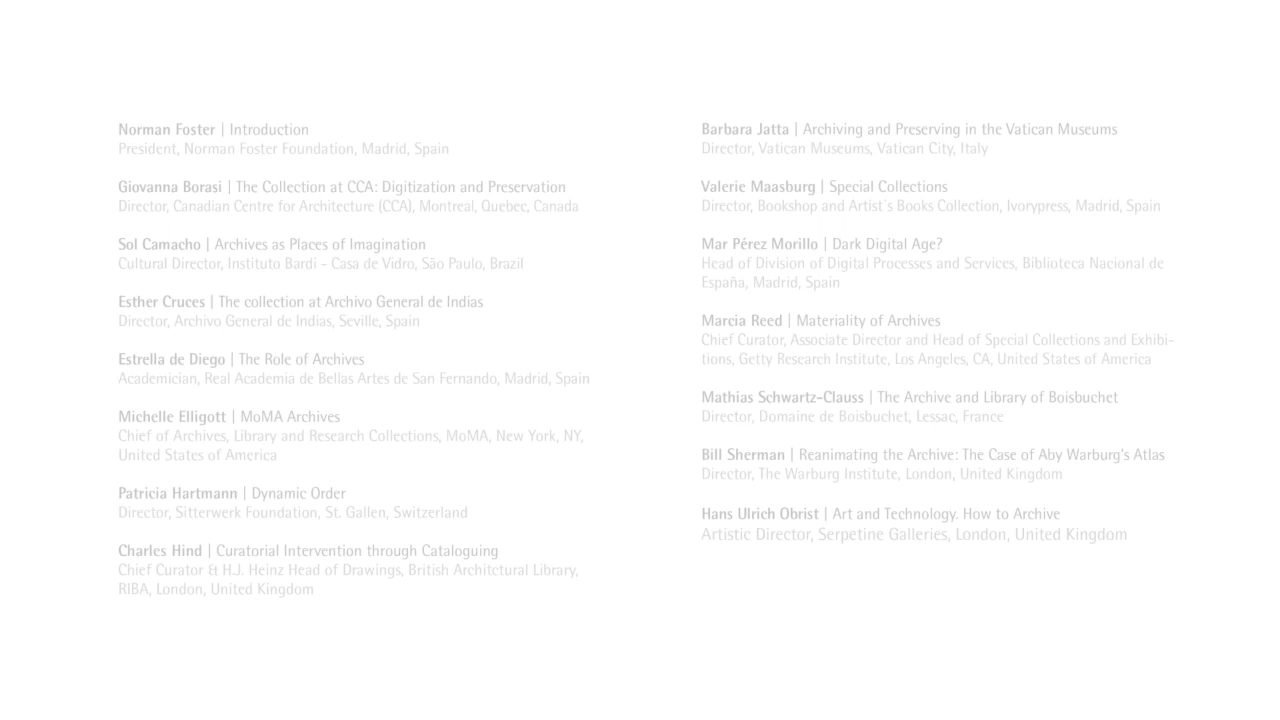 Norman Foster | Introduction
President, Norman Foster Foundation, Madrid, Spain
Giovanna Borasi | The Collection at CCA: Digitization and Preservation
Director, Canadian Centre for Architecture (CCA), Montreal, Quebec, Canada
Sol Camacho | Archives as Places of Imagination
Cultural Director, Instituto Bardi - Casa de Vidro, São Paulo, Brazil
Esther Cruces | The collection at Archivo General de Indias
Director, Archivo General de Indias, Seville, Spain
Estrella de Diego | The Role of Archives
Academician, Real Academia de Bellas Artes de San Fernando, Madrid, Spain
Michelle Elligott | MoMA Archives
Chief of Archives, Library and Research Collections, MoMA, New York, NY,
United States of America
Patricia Hartmann | Dynamic Order
Director, Sitterwerk Foundation, St. Gallen, Switzerland
Charles Hind | Curatorial Intervention through Cataloguing
Chief Curator & H.J. Heinz Head of Drawings, British Architctural Library,
RIBA, London, United Kingdom
Barbara Jatta | Archiving and Preserving in the Vatican Museums
Director, Vatican Museums, Vatican City, Italy
Valerie Maasburg | Special Collections
Director, Bookshop and Artist`s Books Collection, Ivorypress, Madrid, Spain
Mar Pérez Morillo | Dark Digital Age?
Head of Division of Digital Processes and Services, Biblioteca Nacional de
España, Madrid, Spain
Marcia Reed | Materiality of Archives
Chief Curator, Associate Director and Head of Special Collections and Exhibi-
tions, Getty Research Institute, Los Angeles, CA, United States of America
Mathias Schwartz-Clauss | The Archive and Library of Boisbuchet
Director, Domaine de Boisbuchet, Lessac, France
Bill Sherman | Reanimating the Archive: The Case of Aby Warburg's Atlas
Director, The Warburg Institute, London, United Kingdom
Hans Ulrich Obrist | Art and Technology. How to Archive
Artistic Director, Serpetine Galleries, London, United Kingdom